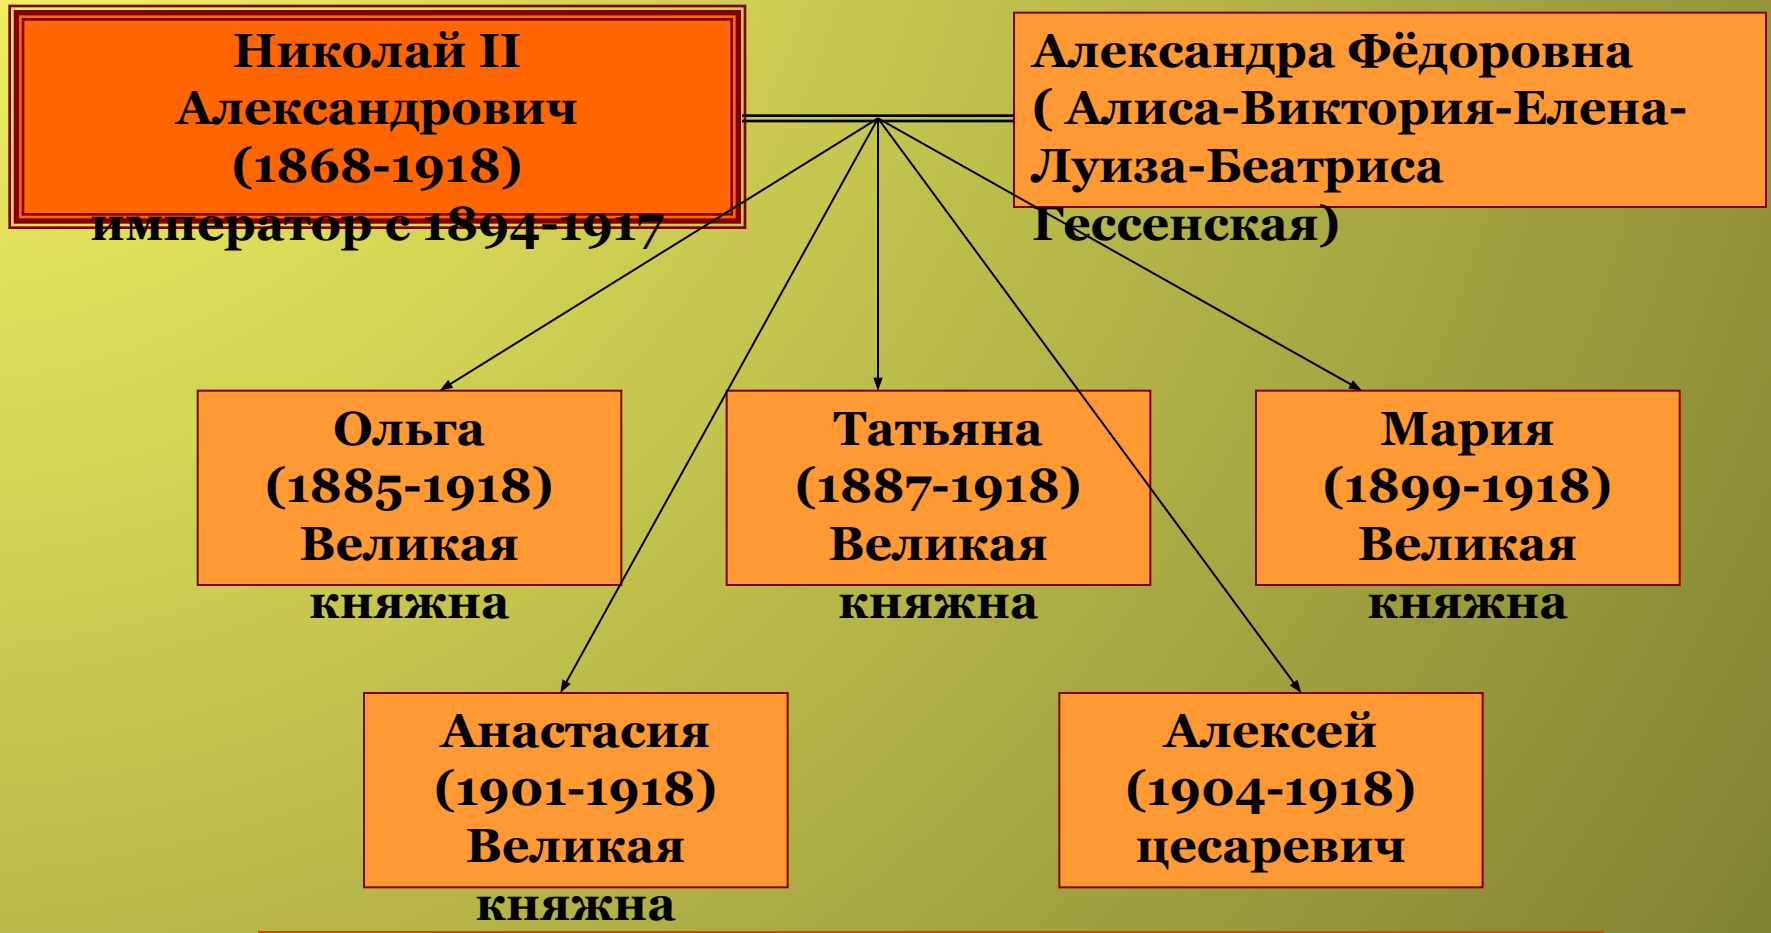 Николай II
Александрович
(1868-1918)
император с 1894-1917
Александра Фёдоровна
( Алиса-Виктория-Елена-
Луиза-Беатриса
Гессенская)
Ольга
(1885-1918)
Великая
княжна
Татьяна
(1887-1918)
Великая
княжна
Мария
(1899-1918)
Великая
княжна
Анастасия
(1901-1918)
Великая
княжна
Алексей
(1904-1918)
цесаревич